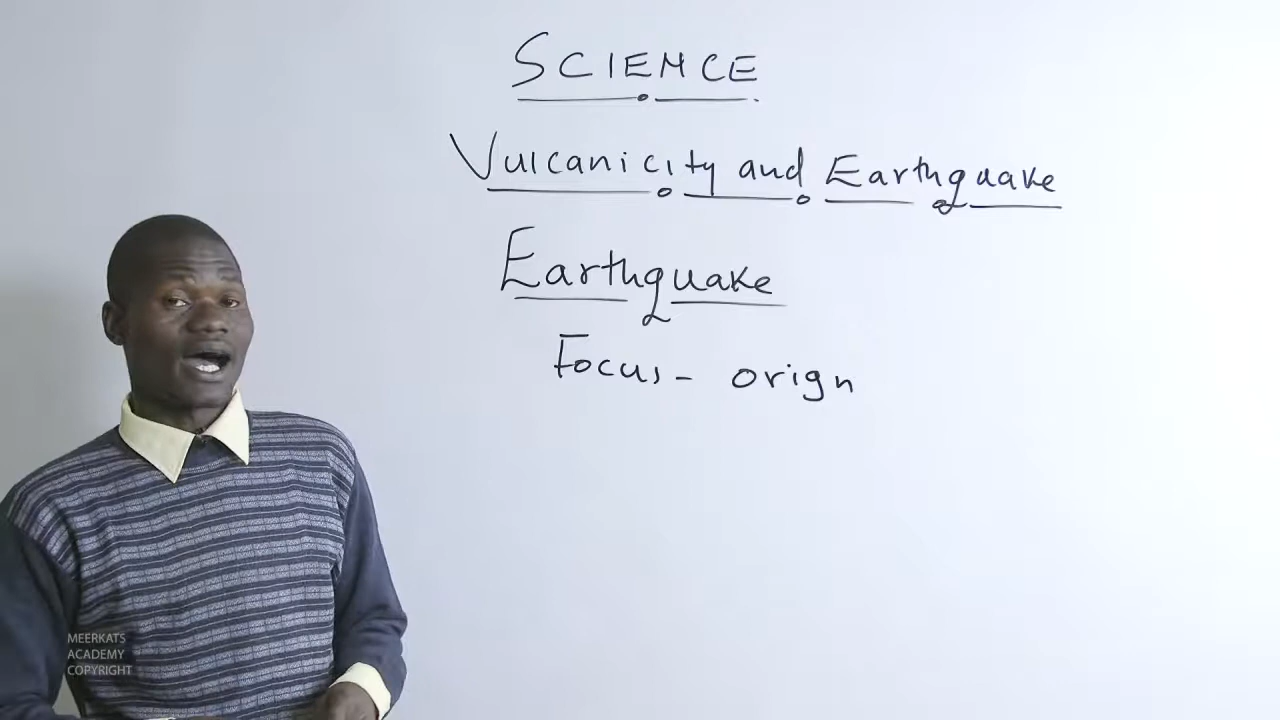 SCIENCE
Vulcanicity and Earthquake
Earthquake
Focus - orign
MEERKATS
ACADEMY
COPYRIGHT